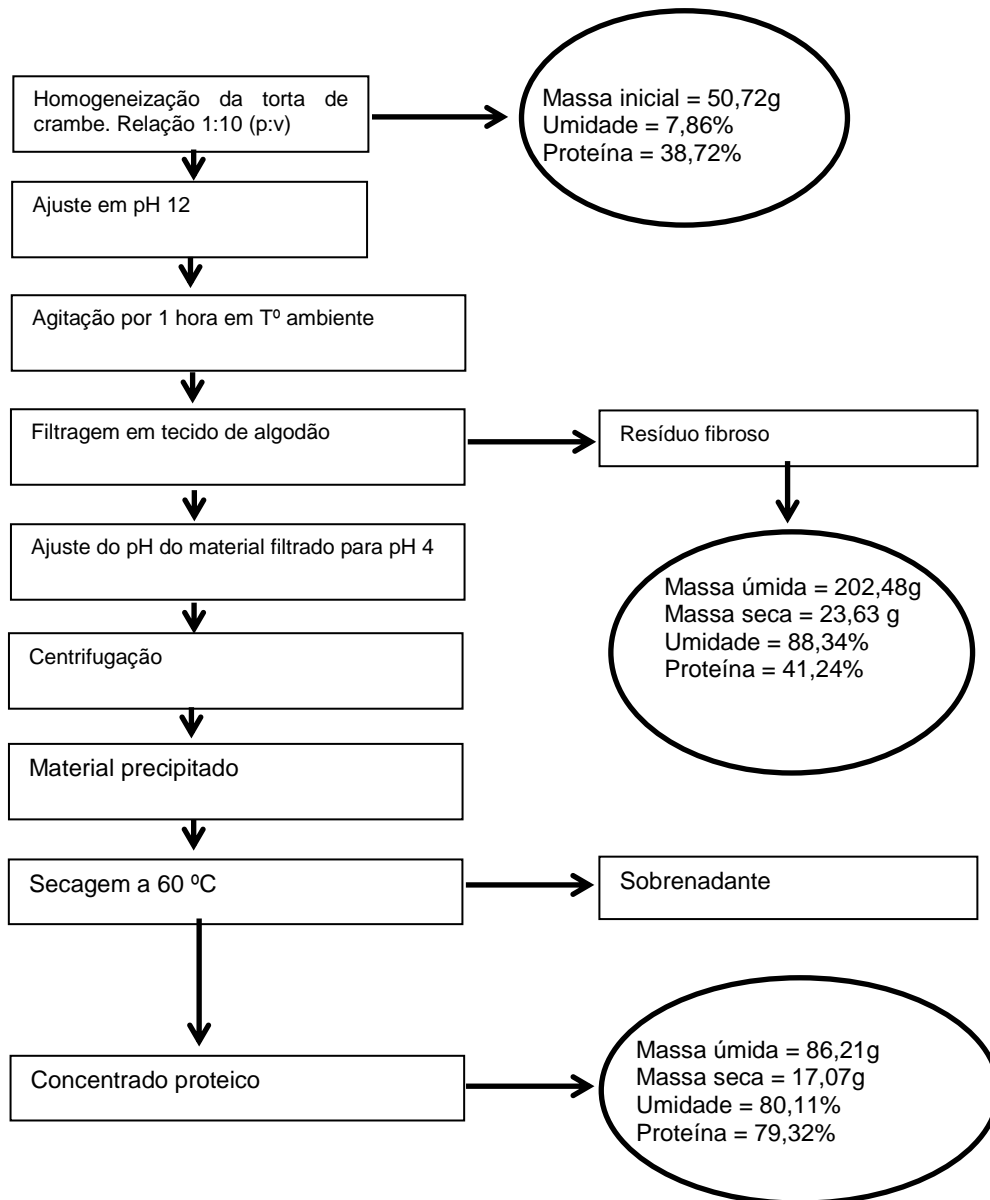 Homogeneização da torta de
crambe. Relação 1:10 (p:v)
Massa inicial = 50,72g
Umidade = 7,86%
Proteína = 38,72%
Ajuste em pH 12
Agitação por 1 hora em Tº ambiente
Filtragem em tecido de algodão
Resíduo fibroso
Ajuste do pH do material filtrado para pH 4
Massa úmida = 202,48g
Massa seca = 23,63 g
Umidade = 88,34%
Proteína = 41,24%
Centrifugação
Material precipitado
Secagem a 60 ºC
Sobrenadante
Concentrado proteico
Massa úmida = 86,21g
Massa seca = 17,07g
Umidade = 80,11%
Proteína = 79,32%